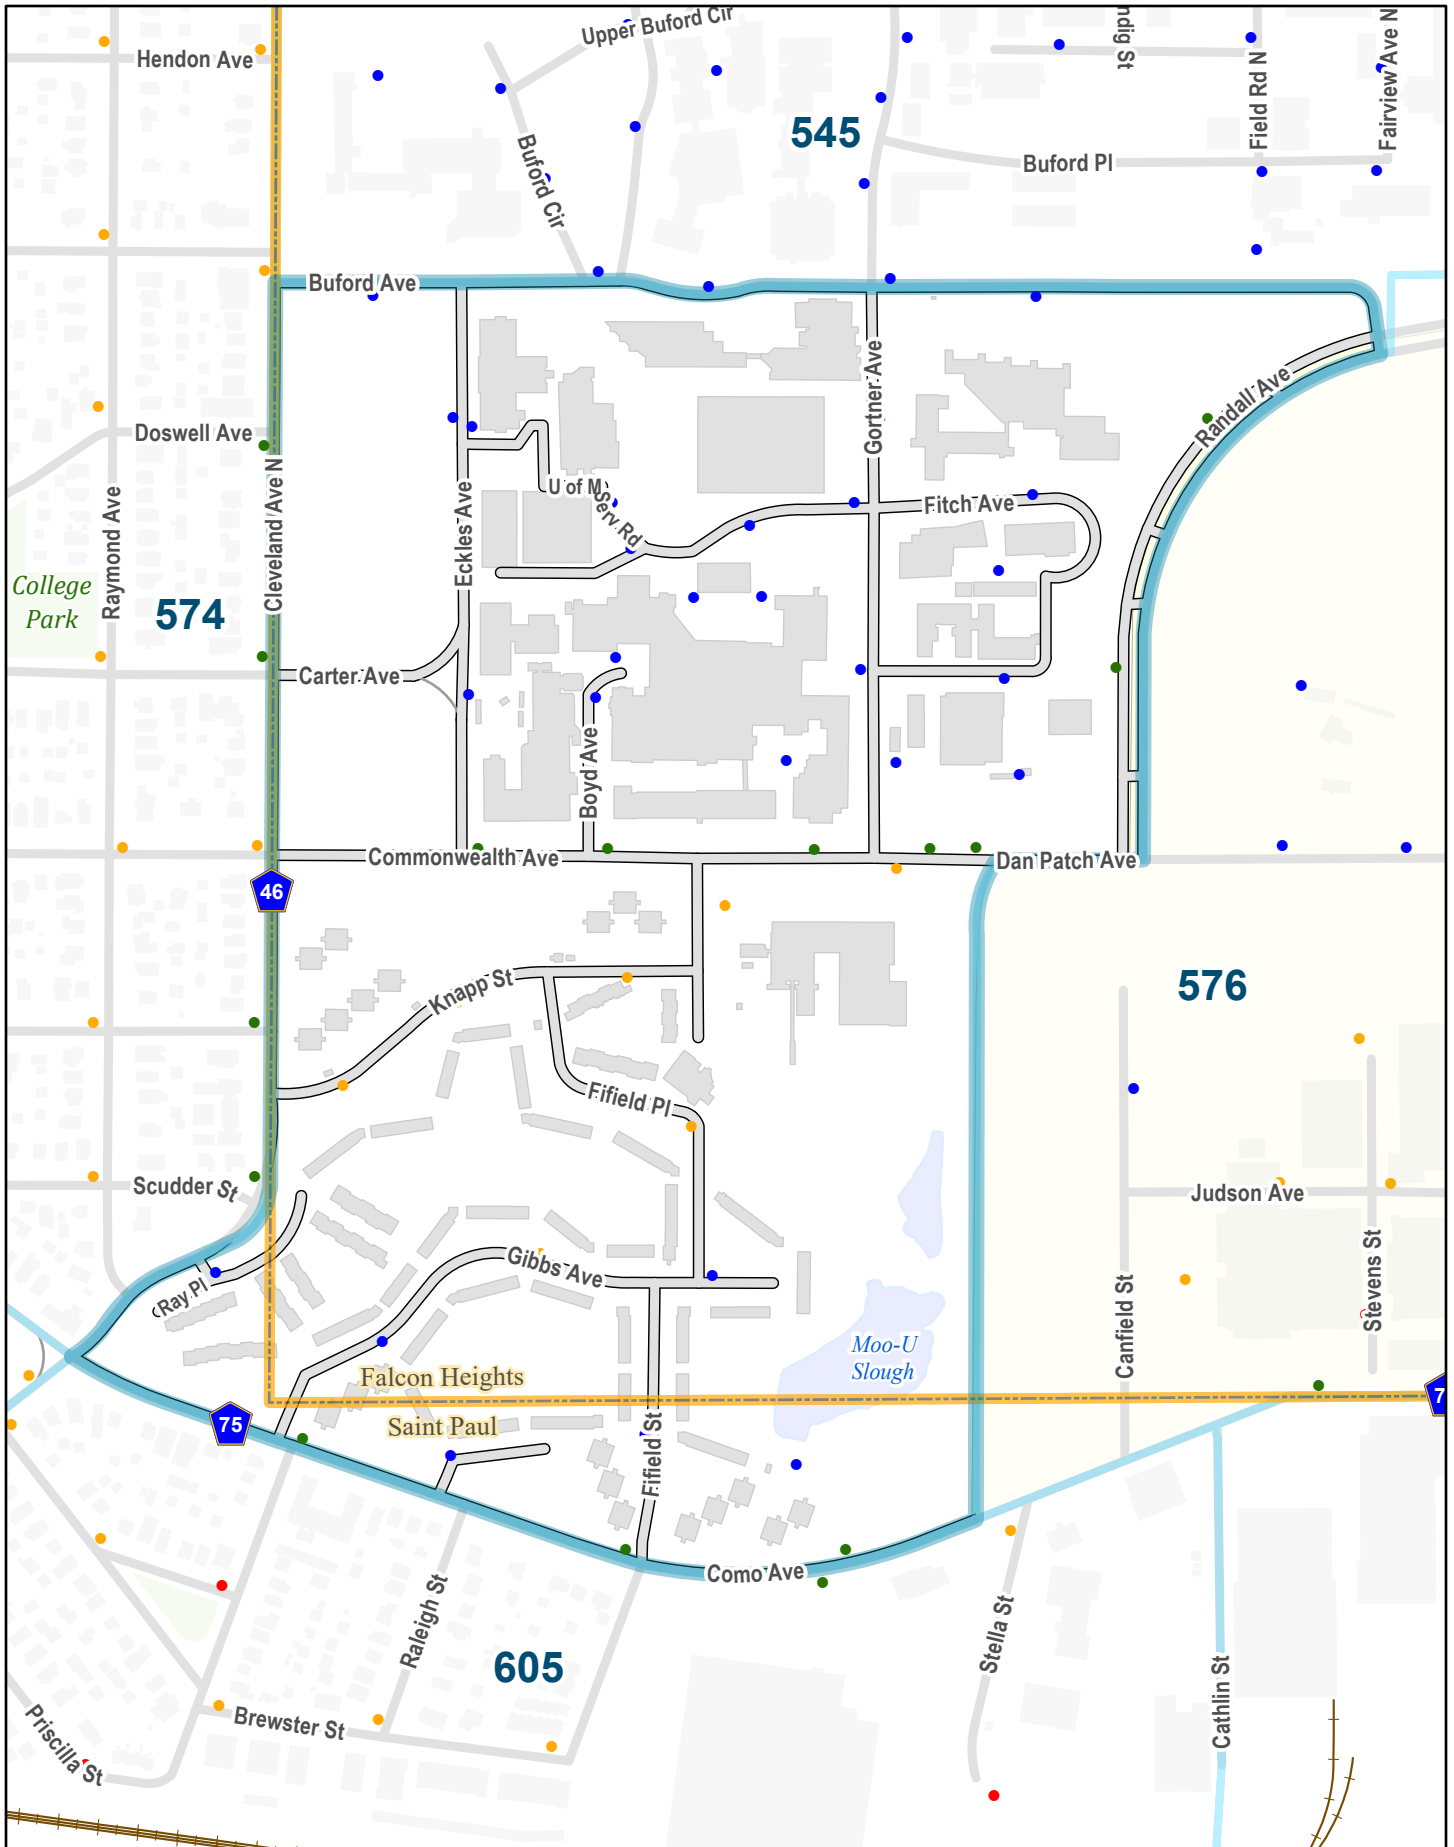 Upper Buford Cir
ndig St
Fairview Ave N
Hendon Ave
Field Rd N
545
Buford Pl
Buford Cir
Buford Ave
Gortner Ave
Randall Ave
Doswell Ave
Cleveland Ave N
Raymond Ave
Eckles Ave
U of M
Serv Rd
Fitch Ave
College
Park
574
Carter Ave
Boyd Ave
Commonwealth Ave
Dan Patch Ave
46
Knapp St
576
Fifield Pl
Scudder St
Judson Ave
Gibbs Ave
Ray Pl
Stevens St
Canfield St
Moo-U
Slough
Falcon Heights
7
75
Saint Paul
Fifield St
Como Ave
Raleigh St
Stella St
605
Cathlin St
Brewster St
Priscilla St